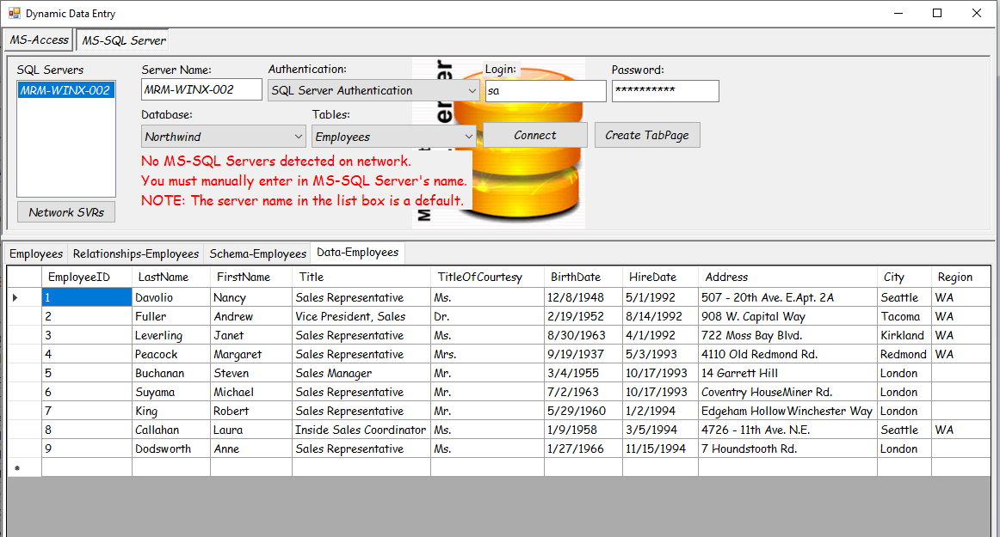 Dynamic Data Entry
MS-Access MS-SQL Server
SQL Servers Server Name: Authentication: Login: Password:
MRM-WINX-002 MRM-WINX-002 SQL Server Authentication sa **********
Database: Tables:
Northwind Employees Connect Create TabPage
No MS-SQL Servers detected on network.
You must manually enter in MS-SQL Server's name.
NOTE: The server name in the list box is a default.
Network SVRs
Employees Relationships-Employees Schema-Employees Data-Employees
EmployeeID LastName FirstName Title TitleOfCourtesy BirthDate HireDate Address City Region
1 Davolio Nancy Sales Representative Ms. 12/8/1948 5/1/1992 507 - 20th Ave. E.Apt. 2A Seattle WA
2 Fuller Andrew Vice President, Sales Dr. 2/19/1952 8/14/1992 908 W. Capital Way Tacoma WA
3 Leverling Janet Sales Representative Ms. 8/30/1963 4/1/1992 722 Moss Bay Blvd. Kirkland WA
4 Peacock Margaret Sales Representative Mrs. 9/19/1937 5/3/1993 4110 Old Redmond Rd. Redmond WA
5 Buchanan Steven Sales Manager Mr. 3/4/1955 10/17/1993 14 Garrett Hill London
6 Suyama Michael Sales Representative Mr. 7/2/1963 10/17/1993 Coventry HouseMiner Rd. London
7 King Robert Sales Representative Mr. 5/29/1960 1/2/1994 Edgeham Hollow Winchester Way London
8 Callahan Laura Inside Sales Coordinator Ms. 1/9/1958 3/5/1994 4726 - 11th Ave. N.E. Seattle WA
9 Dodsworth Anne Sales Representative Ms. 1/27/1966 11/15/1994 7 Houndstooth Rd. London